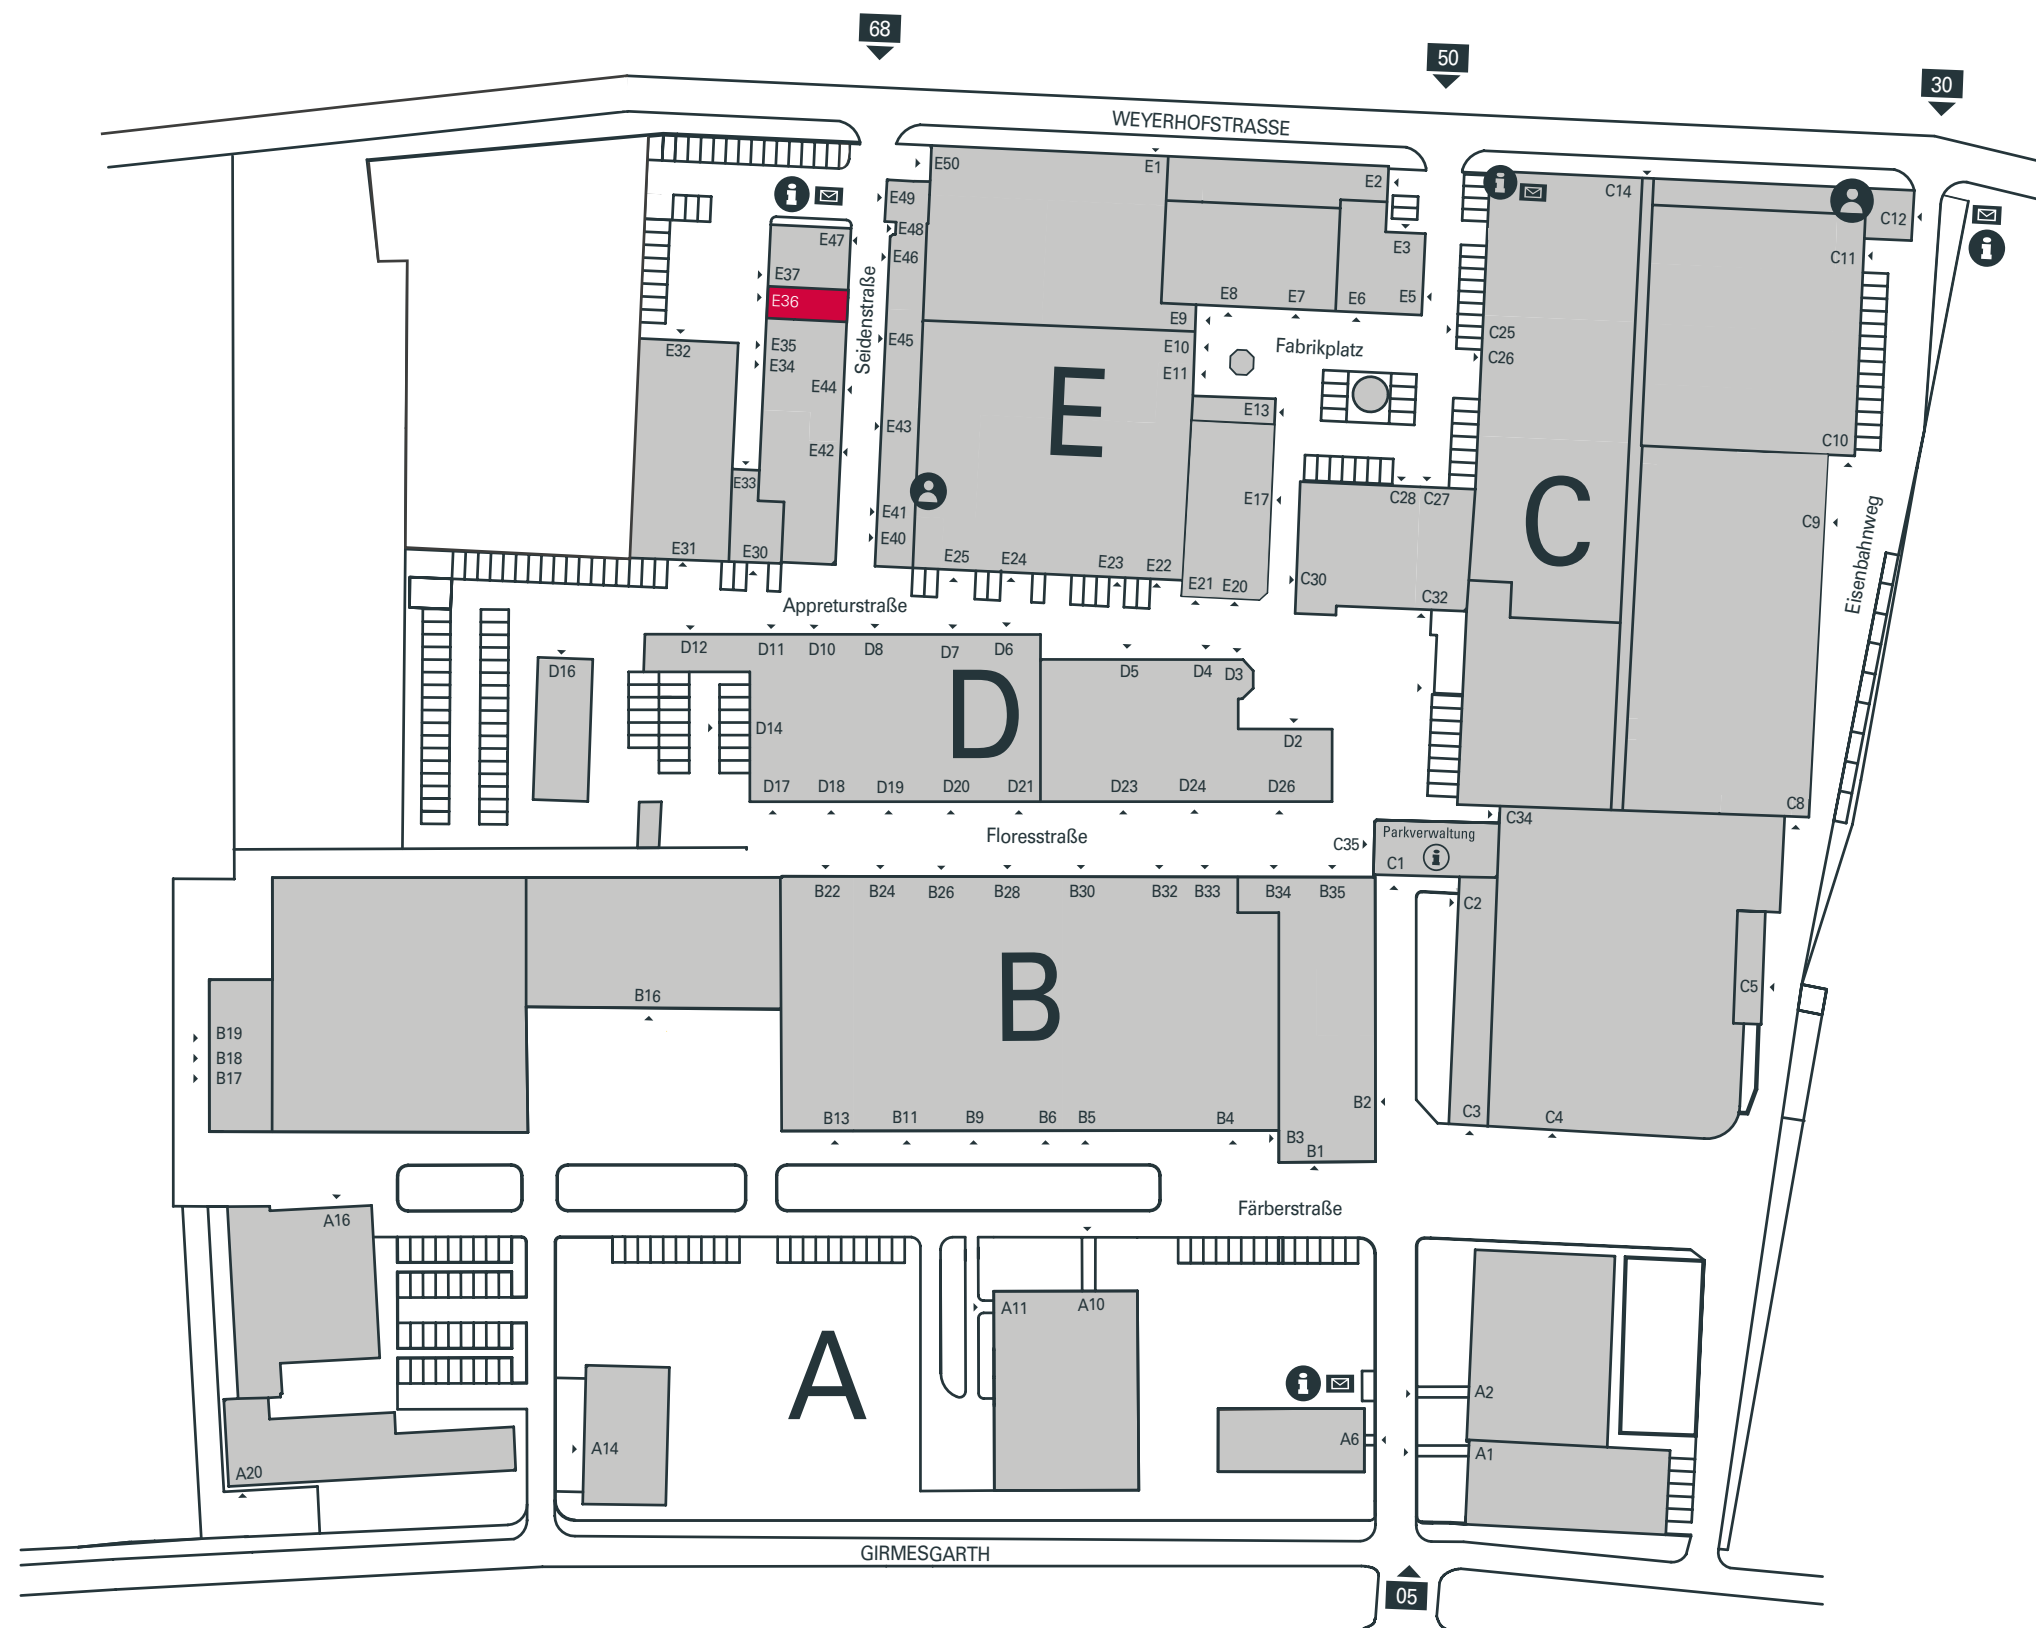 68
50
30
WEYERHOFSTRASSE
E50
E1
E2
C14
E49
C12
E48
E47
E3
E46
C11
E37
E36
E8
E7
E6
E5
Seidenstraße
E9
C25
E35
E45
E10
Fabrikplatz
E32
C26
E34
E11
E44
E
E13
E43
C10
E42
E33
E17
C28
C27
E41
C
C9
E40
E31
E30
E25
E24
E23
E22
E21
E20
C30
C32
Eisenbahnweg
Appreturstraße
D12
D11
D10
D8
D7
D6
D16
D5
D4
D3
D
D14
D2
D17
D18
D19
D20
D21
D23
D24
D26
C8
C34
Floresstraße
Parkverwaltung
C35
C1
B22
B24
B26
B28
B30
B32
B33
B34
B35
C2
B16
B
C5
B19
B18
B17
B2
B13
B11
B9
B6
B5
B4
C3
C4
B3
B1
Färberstraße
A16
A11
A10
A
A2
A14
A6
A1
A20
GIRMESGARTH
05